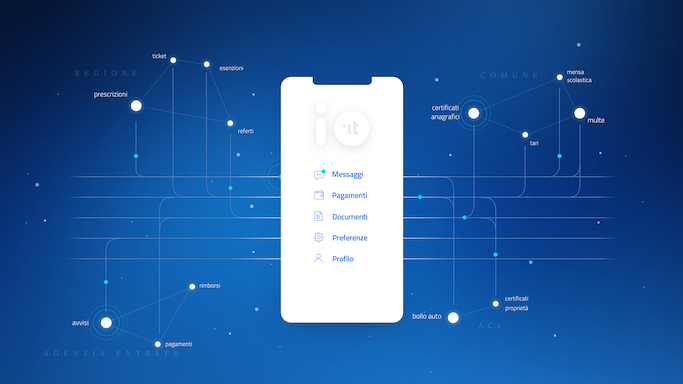 REGIONE
ticket
esenzioni
prescrizioni
referti
COMUNE
mensa
scolastica
certificati
anagrafici
multe
tari
io .it
Messaggi
Pagamenti
Documenti
Preferenze
Profilo
rimborsi
avvisi
pagamenti
AGENZIA ENTRATE
certificati
proprietà
bollo auto
ACI